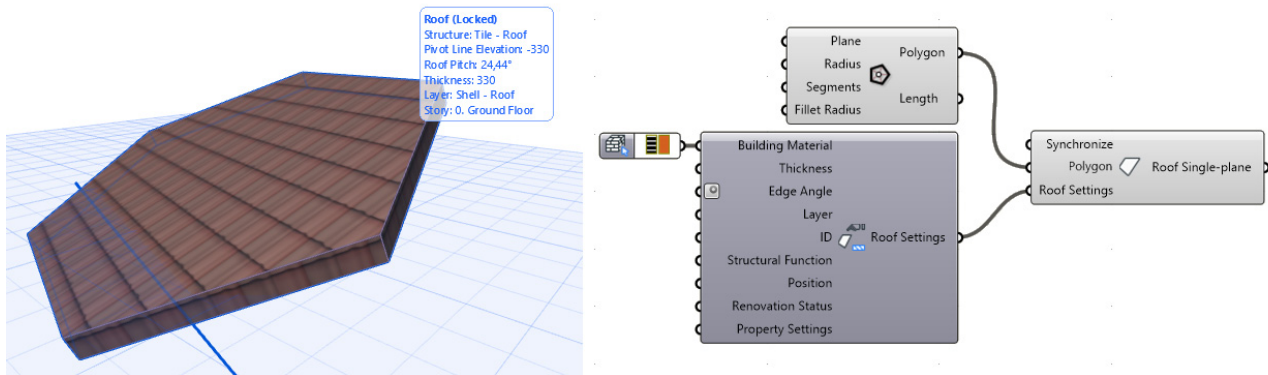 Roof (Locked)
Structure: Tile - Roof
Pivot Line Elevation: -330
Roof Pitch: 24,44°
Thickness: 330
Layer: Shell - Roof
Story: 0. Ground Floor
Plane
Radius
Segments
Fillet Radius
Polygon
Length
Building Material
Thickness
Edge Angle
Layer
ID
Structural Function
Position
Renovation Status
Property Settings
Roof Settings
Synchronize
Polygon
Roof Settings
Roof Single-plane